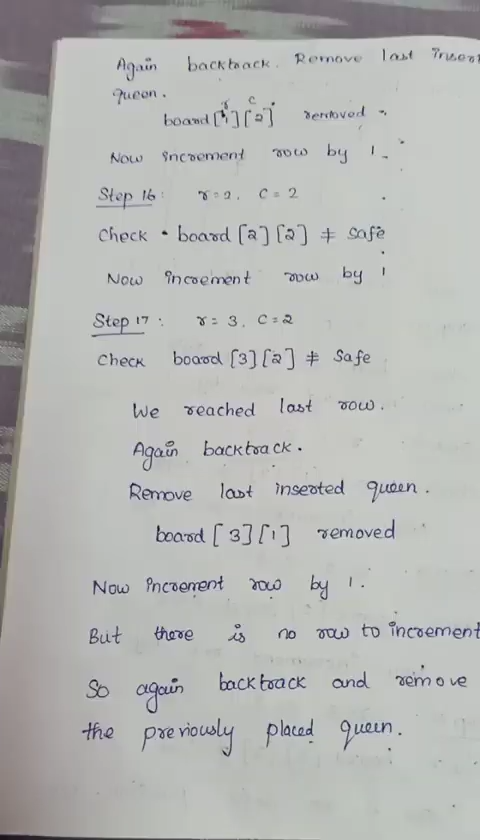 Again backtrack. Remove last insert
queen.
r c
board[1][2] removed.
Now increment row by 1.
Step 16: r=2, c=2
Check board[2][2] ≠ Safe
Now increment row by 1
Step 17: r=3, c=2
Check board[3][2] ≠ Safe
We reached last row.
Again backtrack.
Remove last inserted queen.
board[3][1] removed
Now increment row by 1.
But there is no row to increment
So again backtrack and remove
the previously placed queen.